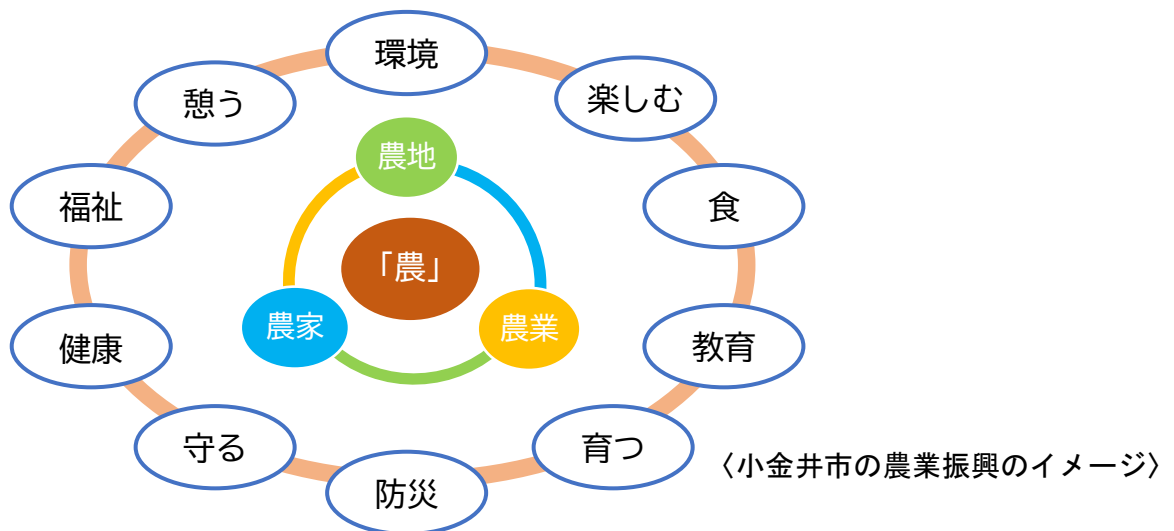 環境
憩う
楽しむ
農地
福祉
食
「農」
農家
農業
健康
教育
守る
育つ
防災
〈小金井市の農業振興のイメージ〉